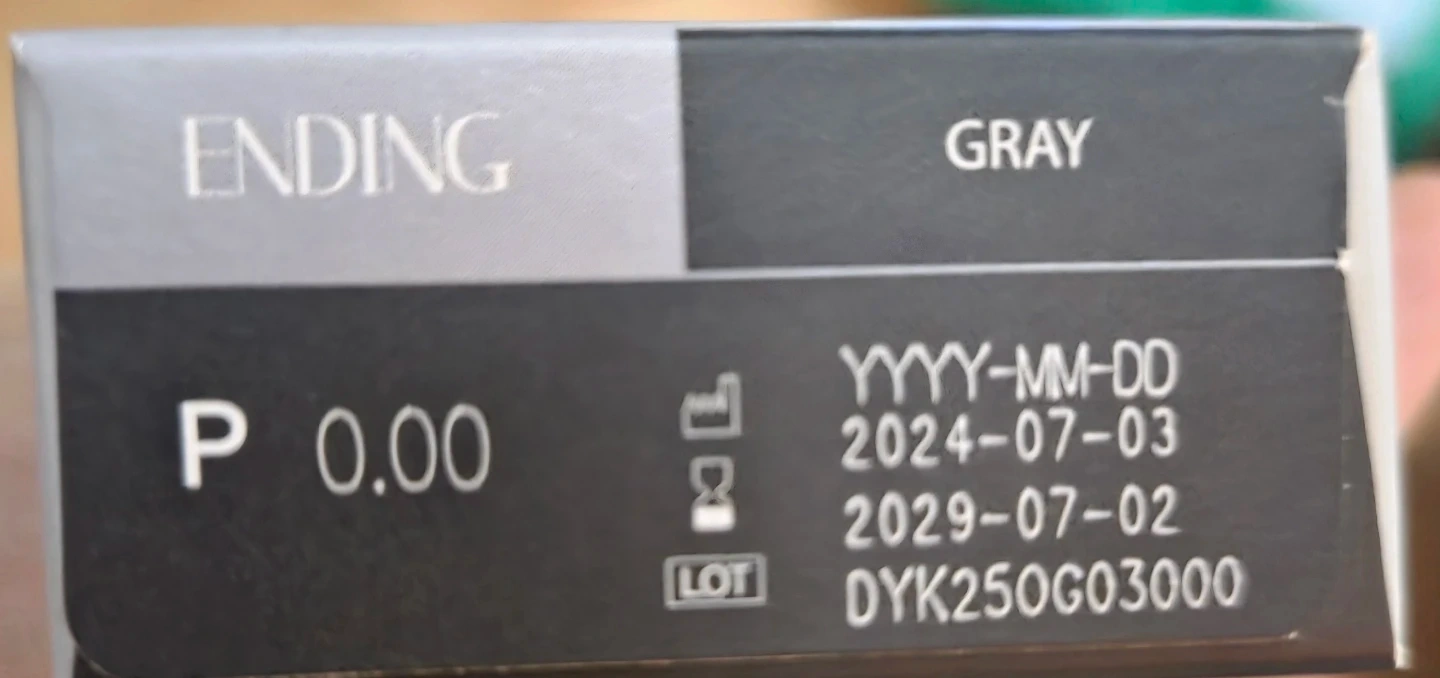 ENDING
GRAY
P 0.00
YYYY-MM-DD
2024-07-03
2029-07-02
LOT DYK250G03000